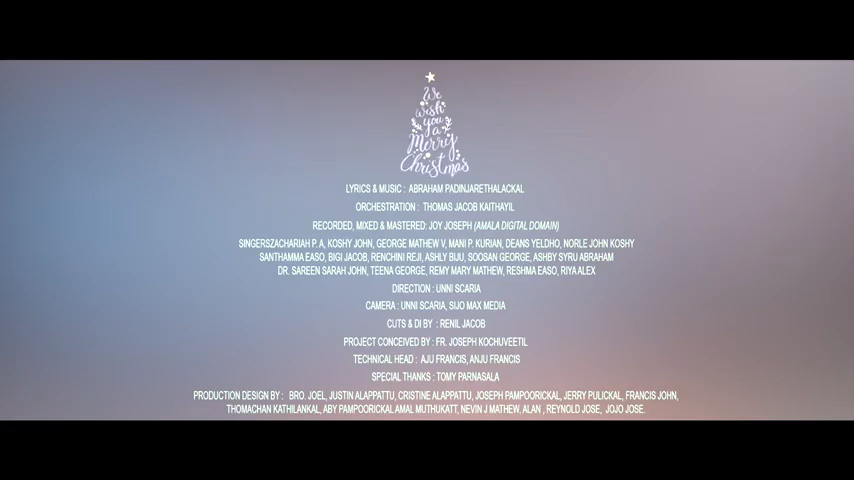 We
wish
you
a
Merry
Christmas
LYRICS & MUSIC : ABRAHAM PADINJARETHALACKAL
ORCHESTRATION : THOMAS JACOB KAITHAYIL
RECORDED, MIXED & MASTERED: JOY JOSEPH (AMALA DIGITAL DOMAIN)
SINGERSZACHARIAH P. A, KOSHY JOHN, GEORGE MATHEW V, MANI P. KURIAN, DEANS YELDHO, NORLE JOHN KOSHY
SANTHAMMA EASO, BIGI JACOB, RENCHINI REJI, ASHLY BIJU, SOOSAN GEORGE, ASHBY SYRU ABRAHAM
DR. SAREEN SARAH JOHN, TEENA GEORGE, REMY MARY MATHEW, RESHMA EASO, RIYA ALEX
DIRECTION : UNNI SCARIA
CAMERA : UNNI SCARIA, SIJO MAX MEDIA
CUTS & DI BY : RENIL JACOB
PROJECT CONCEIVED BY : FR. JOSEPH KOCHUVEETIL
TECHNICAL HEAD : AJU FRANCIS, ANJU FRANCIS
SPECIAL THANKS : TOMY PARNASALA
PRODUCTION DESIGN BY : BRO. JOEL, JUSTIN ALAPPATTU, CRISTINE ALAPPATTU, JOSEPH PAMPOORICKAL, JERRY PULICKAL, FRANCIS JOHN,
THOMACHAN KATHILANKAL, ABY PAMPOORICKAL AMAL MUTHUKATT, NEVIN J MATHEW, ALAN , REYNOLD JOSE, JOJO JOSE.